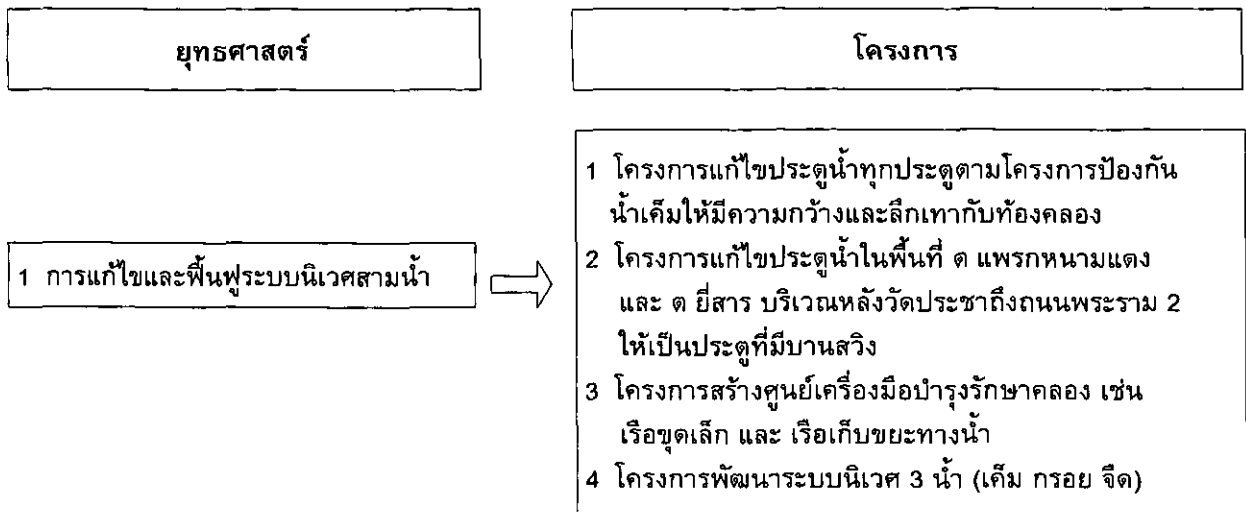 ยุทธศาสตร์
โครงการ
1 การแก้ไขและฟื้นฟูระบบนิเวศสามน้ำ
1 โครงการแก้ไขประตูน้ำทุกประตูตามโครงการป้องกัน
น้ำเค็มให้มีความกว้างและลึกเทากับท้องคลอง
2 โครงการแก้ไขประตูน้ำในพื้นที่ ต แพรกหนามแดง
และ ต ยี่สาร บริเวณหลังวัดประชาถึงถนนพระราม 2
ให้เป็นประตูที่มีบานสวิง
3 โครงการสร้างศูนย์เครื่องมือบำรุงรักษาคลอง เช่น
เรือขุดเล็ก และ เรือเก็บขยะทางน้ำ
4 โครงการพัฒนาระบบนิเวศ 3 น้ำ (เค็ม กรอย จืด)